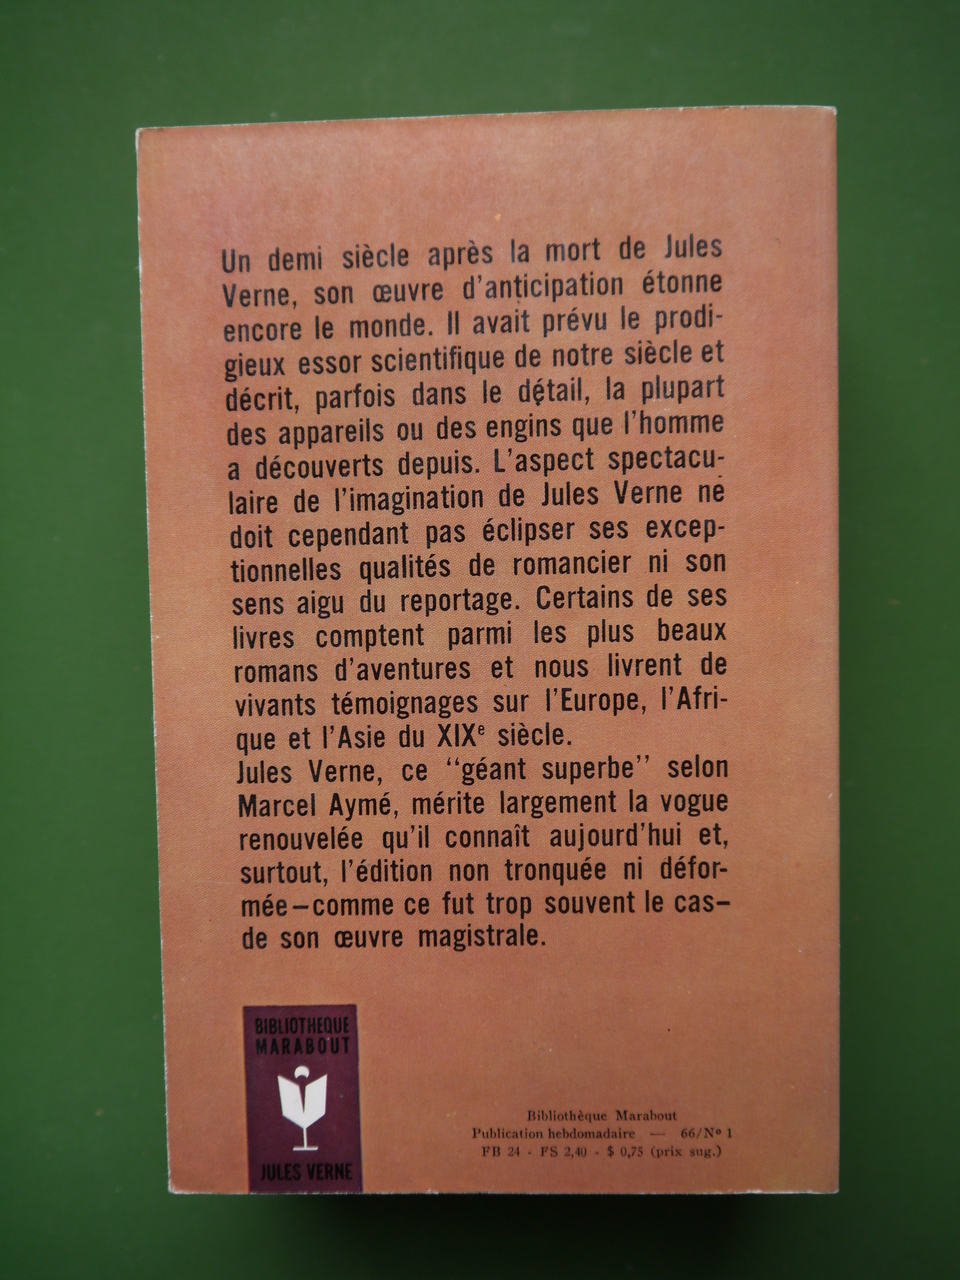 Un demi siècle après la mort de Jules
Verne, son œuvre d'anticipation étonne
encore le monde. Il avait prévu le prodi-
gieux essor scientifique de notre siècle et
décrit, parfois dans le détail, la plupart
des appareils ou des engins que l'homme
a découverts depuis. L'aspect spectacu-
laire de l'imagination de Jules Verne ne
doit cependant pas éclipser ses excep-
tionnelles qualités de romancier ni son
sens aigu du reportage. Certains de ses
livres comptent parmi les plus beaux
romans d'aventures et nous livrent de
vivants témoignages sur l'Europe, l'Afri-
que et l'Asie du XIXe siècle.
Jules Verne, ce "géant superbe" selon
Marcel Aymé, mérite largement la vogue
renouvelée qu'il connaît aujourd'hui et,
surtout, l'édition non tronquée ni défor-
mée – comme ce fut trop souvent le cas –
de son œuvre magistrale.
BIBLIOTHEQUE
MARABOUT
JULES VERNE
Bibliothèque Marabout
Publication hebdomadaire — 66/Nº 1
FB 24 - FS 2,40 - $ 0,75 (prix sug.)